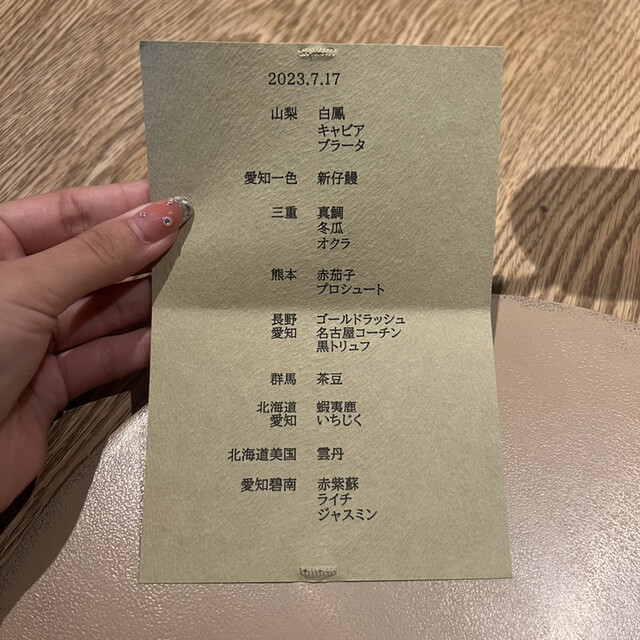 2023.7.17
山梨 白鳳
キャビア
ブラータ
愛知一色 新仔鰻
三重 真鯛
冬瓜
オクラ
熊本 赤茄子
プロシュート
長野 ゴールドラッシュ
愛知 名古屋コーチン
黒トリュフ
群馬 茶豆
北海道 蝦夷鹿
愛知 いちじく
北海道美国 雲丹
愛知碧南 赤紫蘇
ライチ
ジャスミン